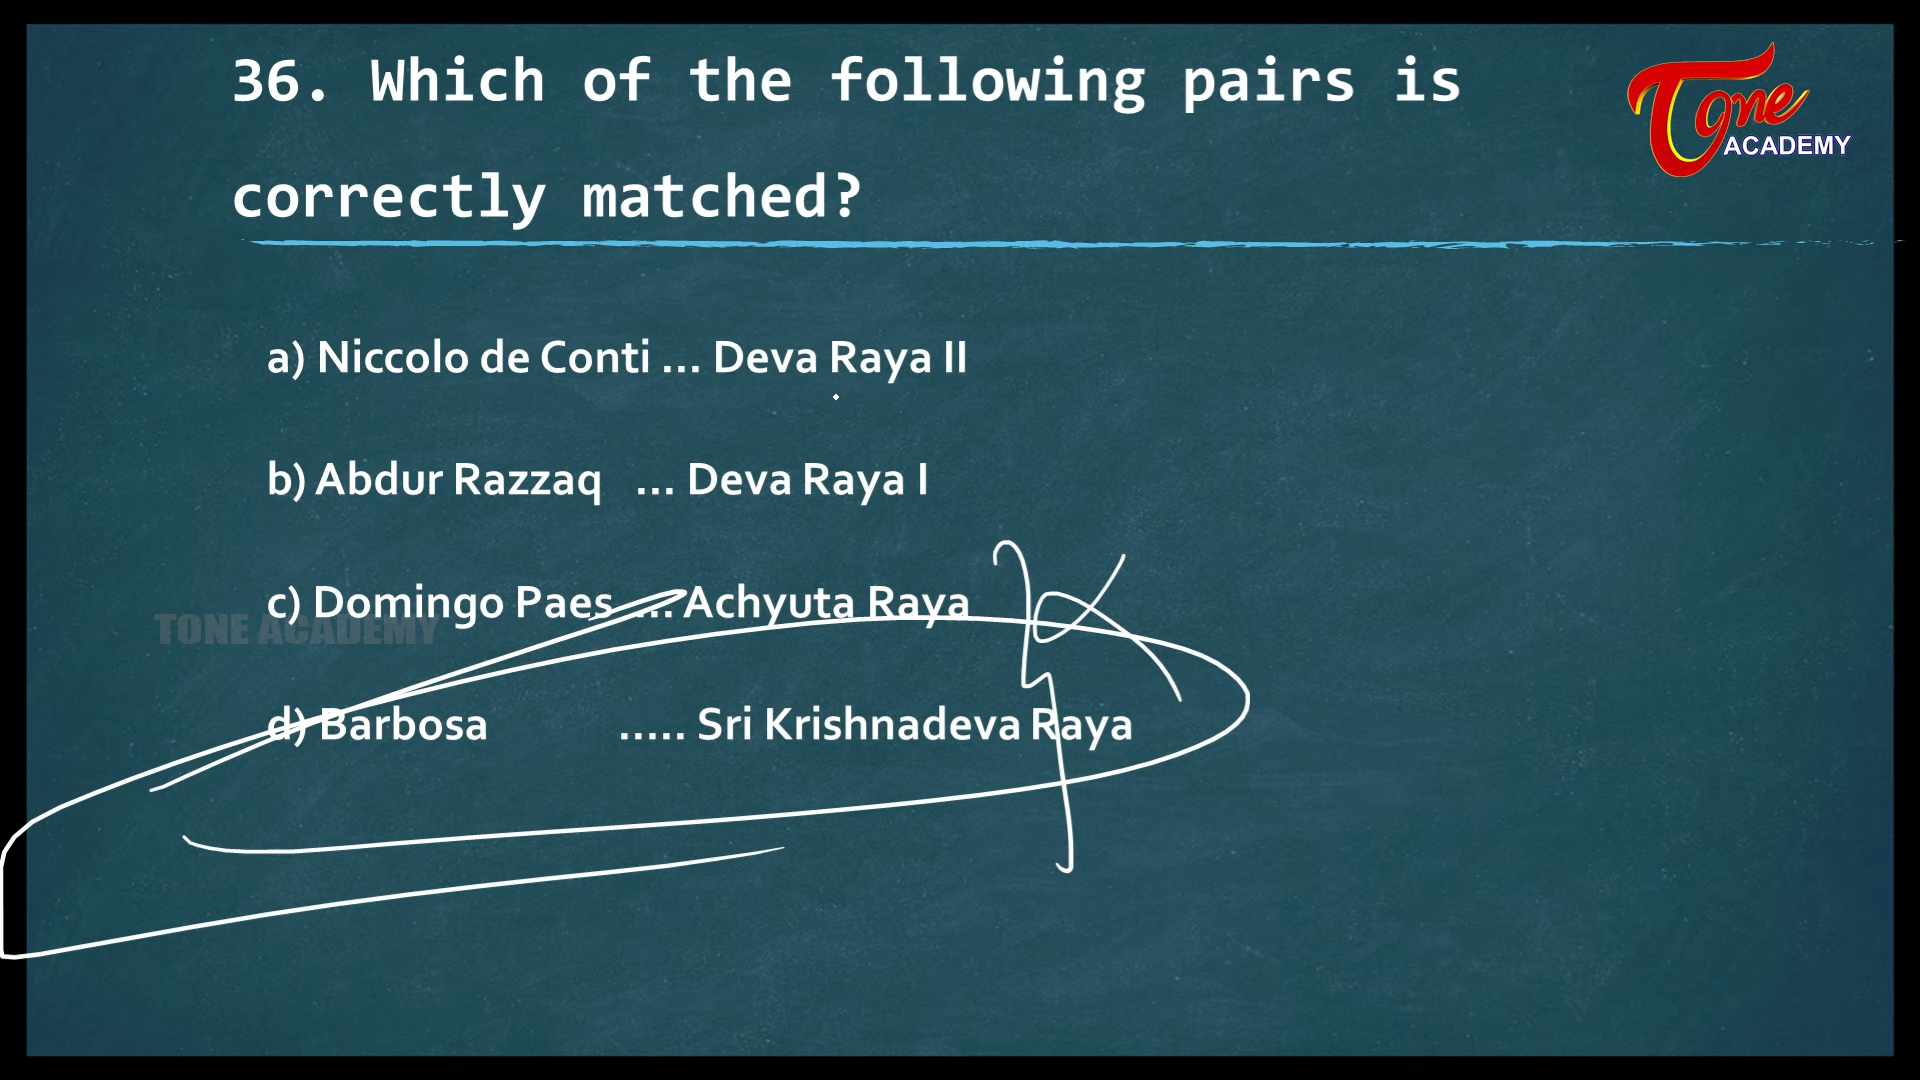 36. Which of the following pairs is
correctly matched?
Tone
ACADEMY
a) Niccolo de Conti ... Deva Raya II
b) Abdur Razzaq ... Deva Raya I
c) Domingo Paes .... Achyuta Raya
TONE ACADEMY
d) Barbosa ..... Sri Krishnadeva Raya